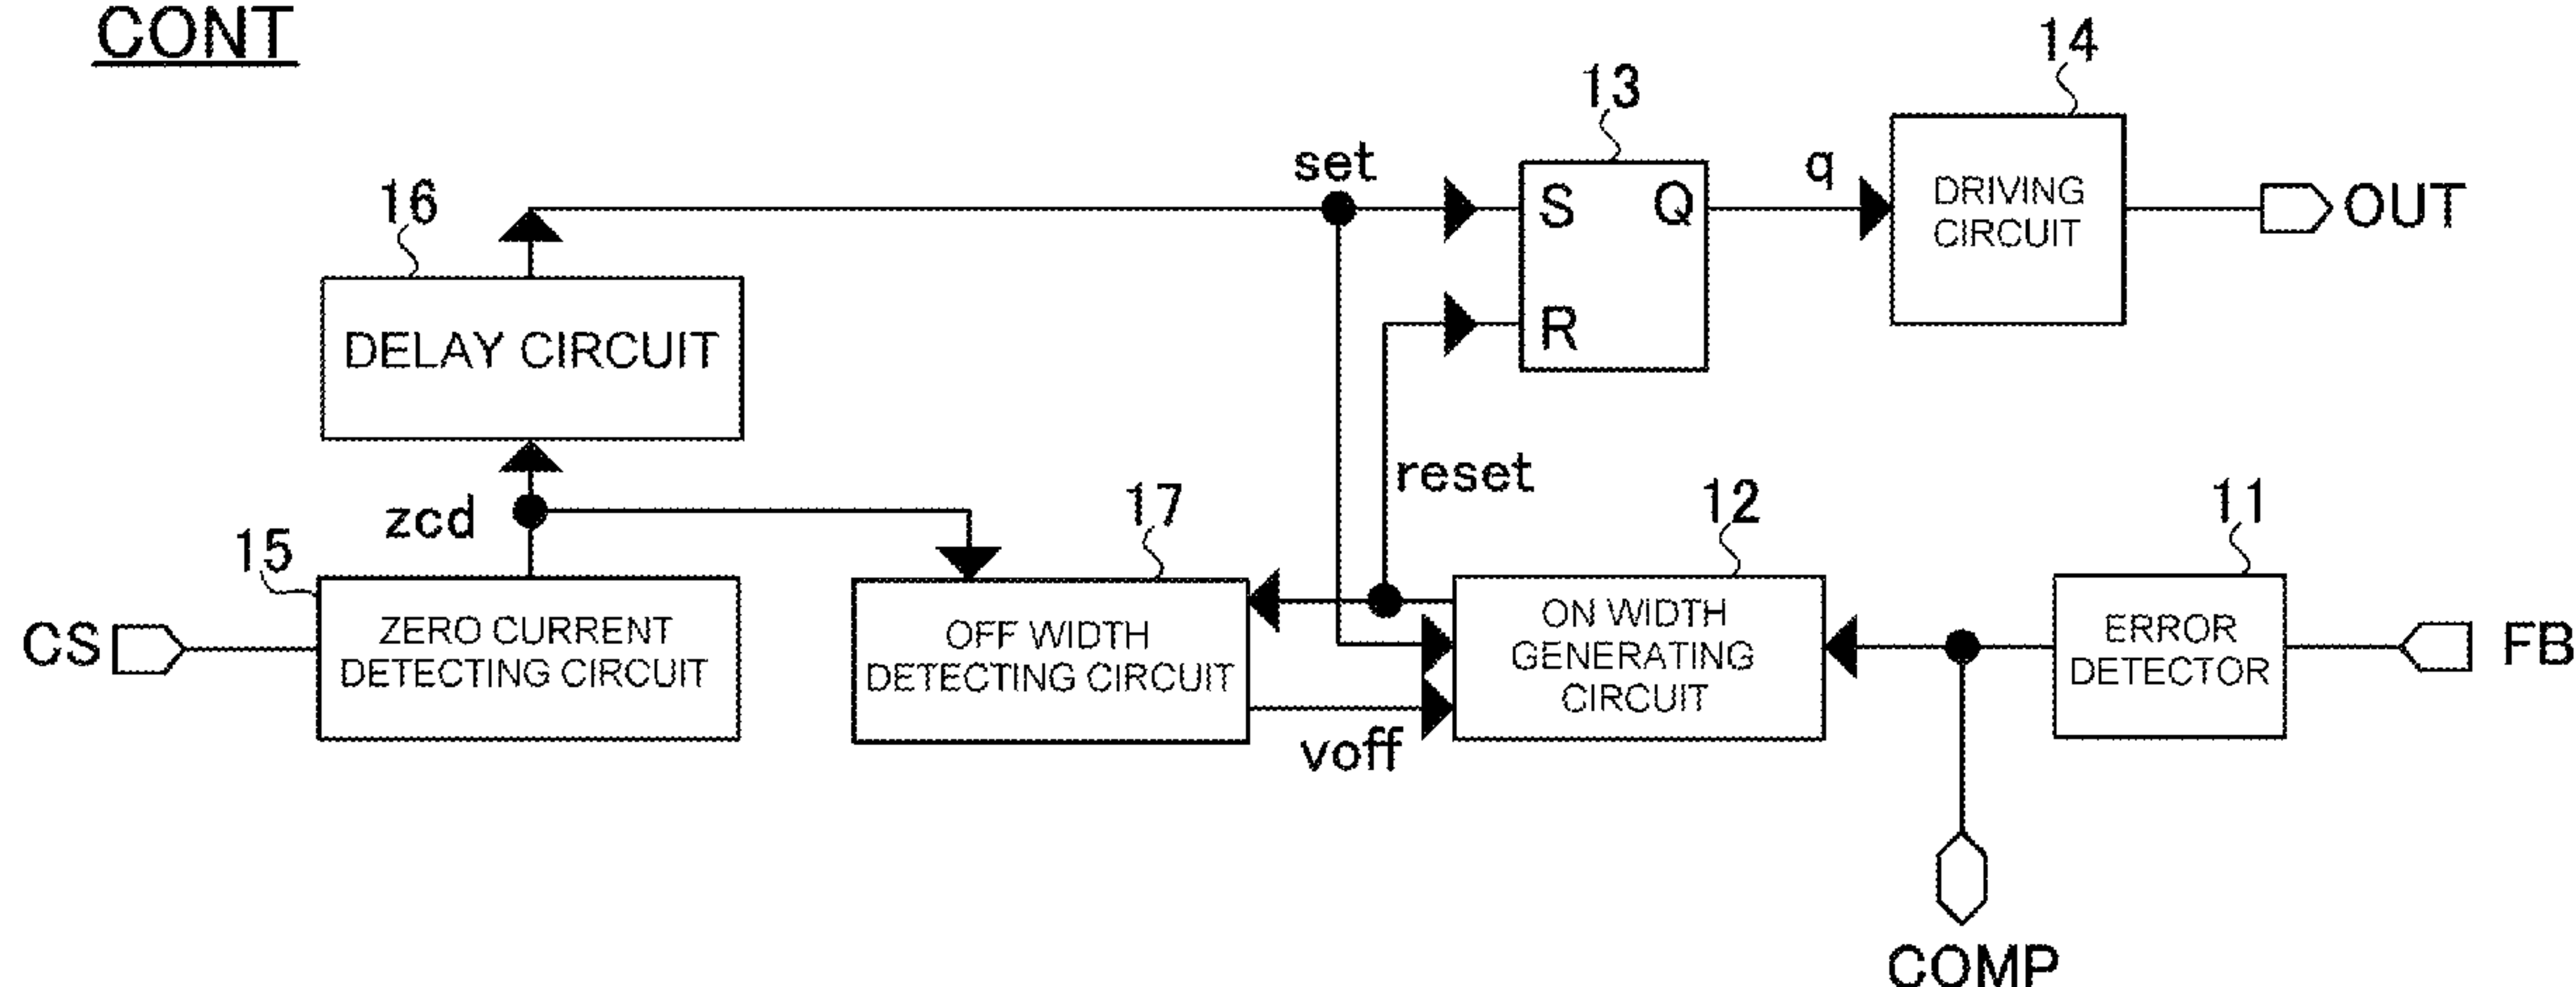 CONT
14
13
set
q
16
S
Q
DRIVING
CIRCUIT
OUT
R
DELAY CIRCUIT
reset
zcd
17
12
11
15
ZERO CURRENT
DETECTING CIRCUIT
OFF WIDTH
DETECTING CIRCUIT
ON WIDTH
GENERATING
CIRCUIT
ERROR
DETECTOR
CS
FB
voff
COMP